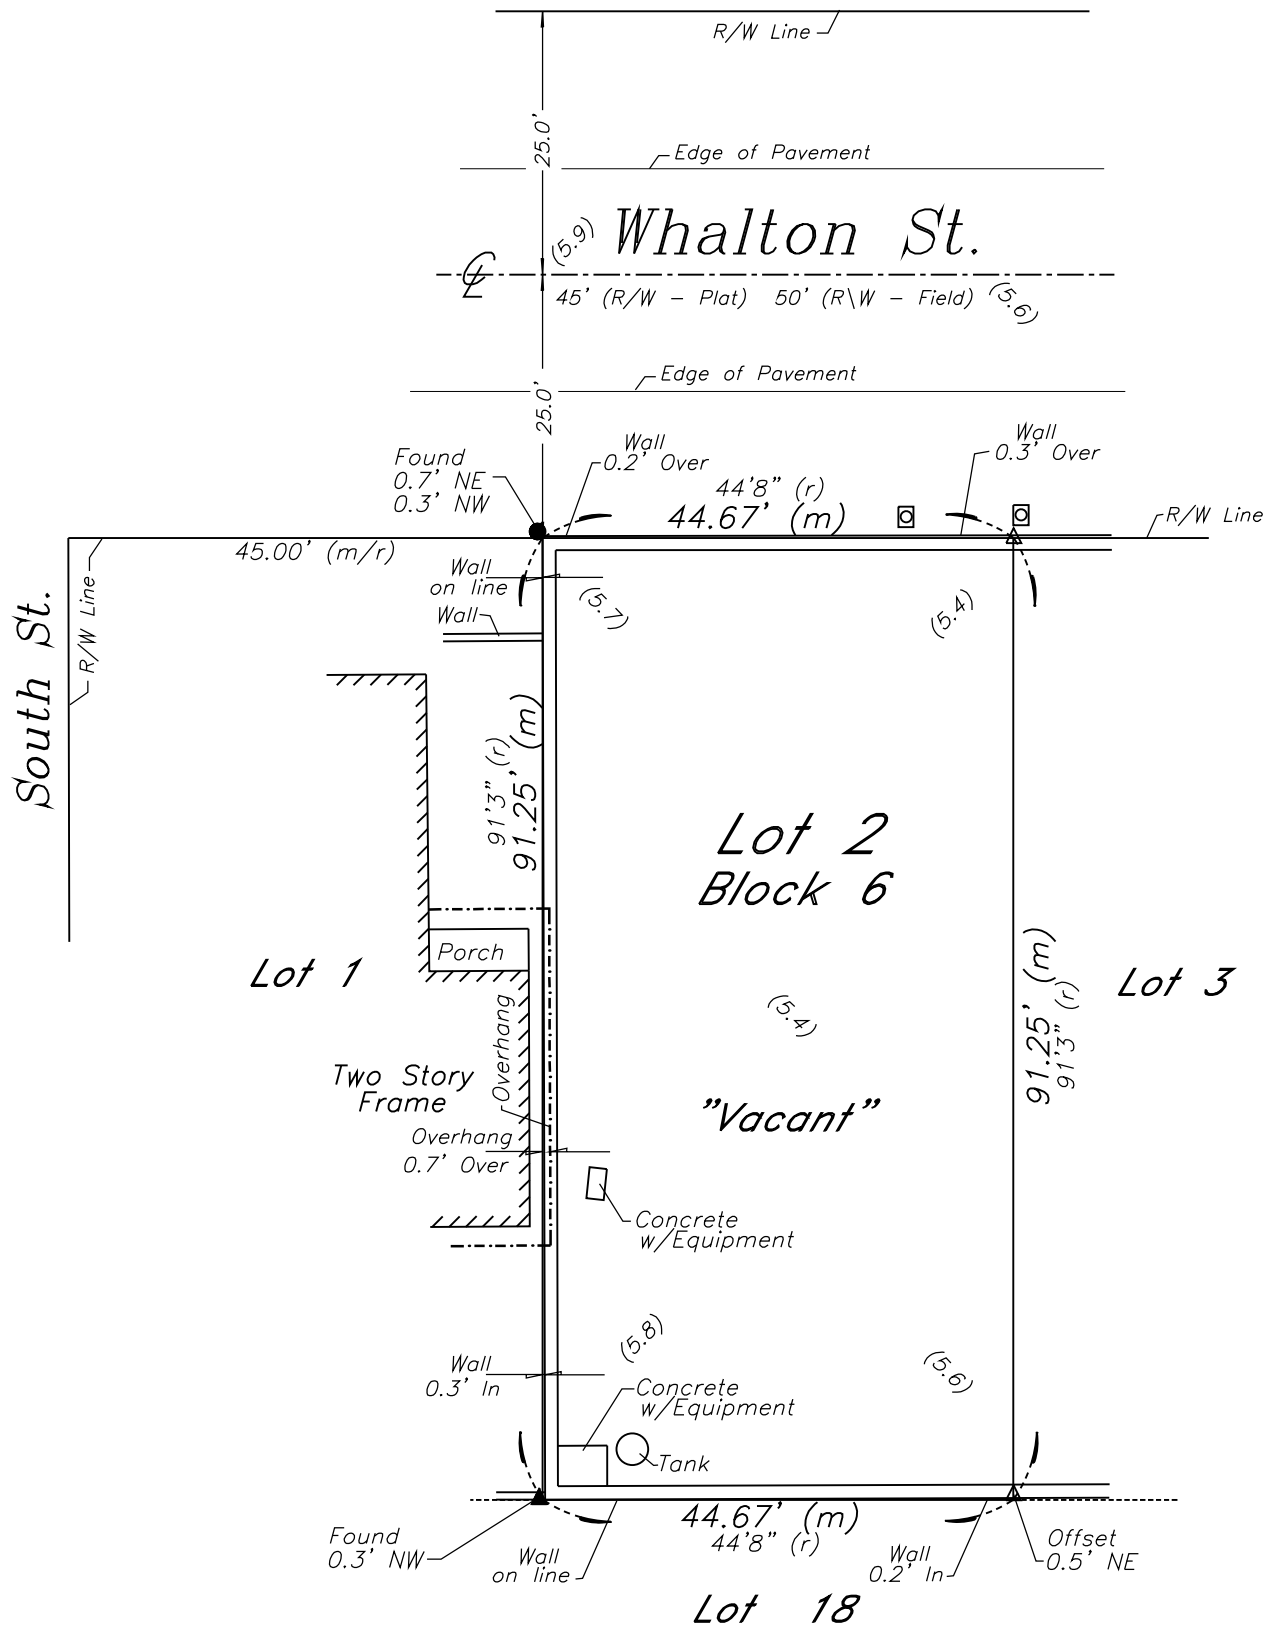 R/W Line
25.0'
Edge of Pavement
Whalton St.
(5.9)
℄
45' (R/W - Plat) 50' (R\W - Field)
(5.6)
Edge of Pavement
25.0'
Found
0.7' NE
0.3' NW
Wall
0.2' Over
Wall
0.3' Over
44'8" (r)
44.67' (m)
R/W Line
45.00' (m/r)
South St.
R/W Line
Wall
on line
Wall
(5.7)
(5.4)
91'3" (r)
91.25' (m)
Lot 2
Block 6
Lot 1
Porch
Overhang
Lot 3
91.25' (m)
91'3" (r)
(5.4)
Two Story
Frame
"Vacant"
Overhang
0.7' Over
Concrete
w/Equipment
(5.8)
(5.6)
Wall
0.3' In
Concrete
w/Equipment
Tank
44.67' (m)
44'8" (r)
Found
0.3' NW
Wall
on line
Wall
0.2' In
Offset
0.5' NE
Lot 18